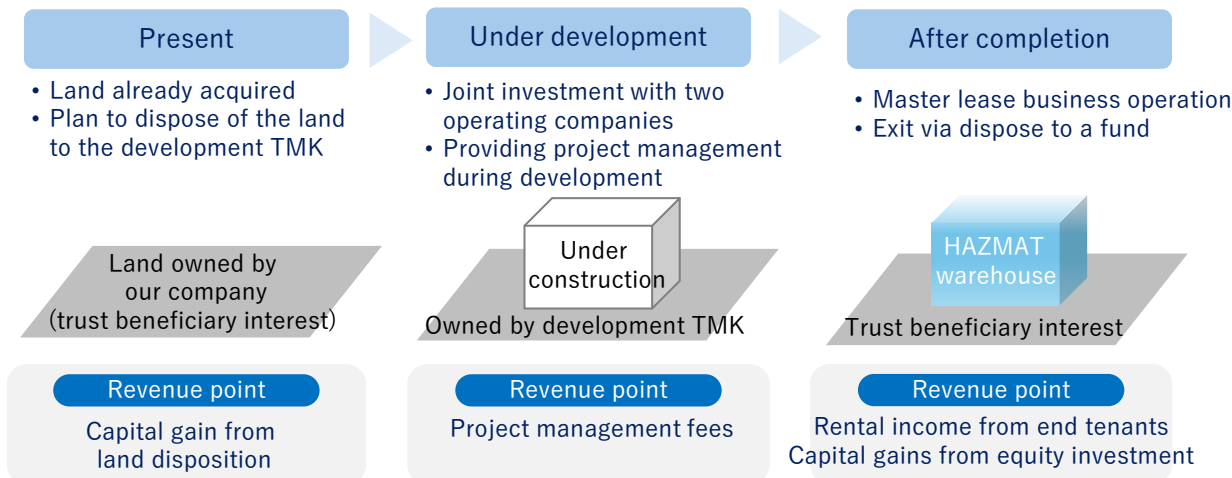 Present
• Land already acquired
• Plan to dispose of the land
to the development TMK
Land owned by
our company
(trust beneficiary interest)
Revenue point
Capital gain from
land disposition
Under development
• Joint investment with two
operating companies
• Providing project management
during development
Under
construction
Owned by development TMK
Revenue point
Project management fees
After completion
• Master lease business operation
• Exit via dispose to a fund
HAZMAT
warehouse
Trust beneficiary interest
Revenue point
Rental income from end tenants
Capital gains from equity investment